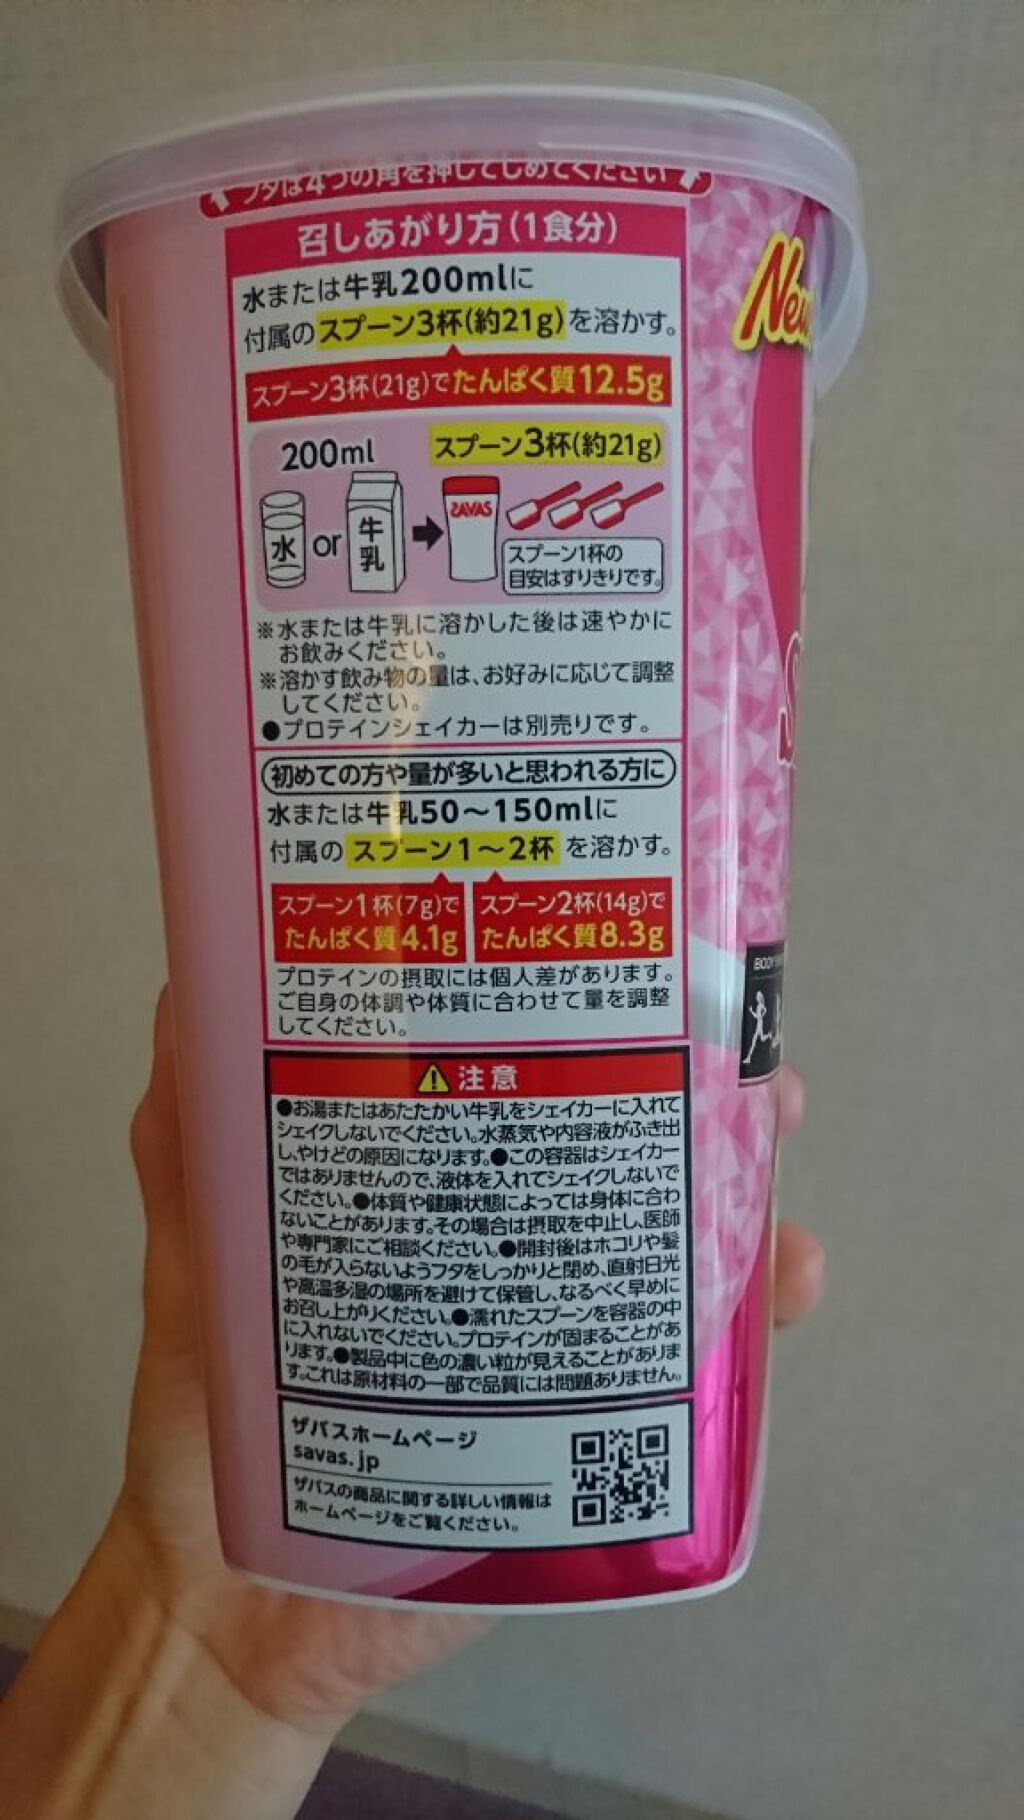 フタは4つの角を押してしめてください
召しあがり方(1食分)
水または牛乳200mlに
付属のスプーン3杯(約21g)を溶かす。
スプーン3杯(21g)でたんぱく質12.5g
200ml
スプーン3杯(約21g)
水 or 牛乳
SAVAS
スプーン1杯の
目安はすりきりです。
※水または牛乳に溶かした後は速やかに
お飲みください。
※溶かす飲み物の量は、お好みに応じて調整
してください。
●プロテインシェイカーは別売りです。
初めての方や量が多いと思われる方に
水または牛乳50～150mlに
付属の スプーン1～2杯 を溶かす。
スプーン1杯(7g)で
たんぱく質4.1g
スプーン2杯(14g)で
たんぱく質8.3g
プロテインの摂取には個人差があります。
ご自身の体調や体質に合わせて量を調整
してください。
注意
●お湯またはあたたかい牛乳をシェイカーに入れて
シェイクしないでください。水蒸気や内容液がふき出
し、やけどの原因になります。●この容器はシェイカー
ではありませんので、液体を入れてシェイクしないで
ください。●体質や健康状態によっては身体に合わ
ないことがあります。その場合は摂取を中止し、医師
や専門家にご相談ください。●開封後はホコリや髪
の毛が入らないようフタをしっかりと閉め、直射日光
や高温多湿の場所を避けて保管し、なるべく早めに
お召し上がりください。●濡れたスプーンを容器の中
に入れないでください。プロテインが固まることがあ
ります。●製品中に色の濃い粒が見えることがありま
す。これは原材料の一部で品質には問題ありません。
ザバスホームページ
savas.jp
ザバスの商品に関する詳しい情報は
ホームページをご覧ください。
New
BODY